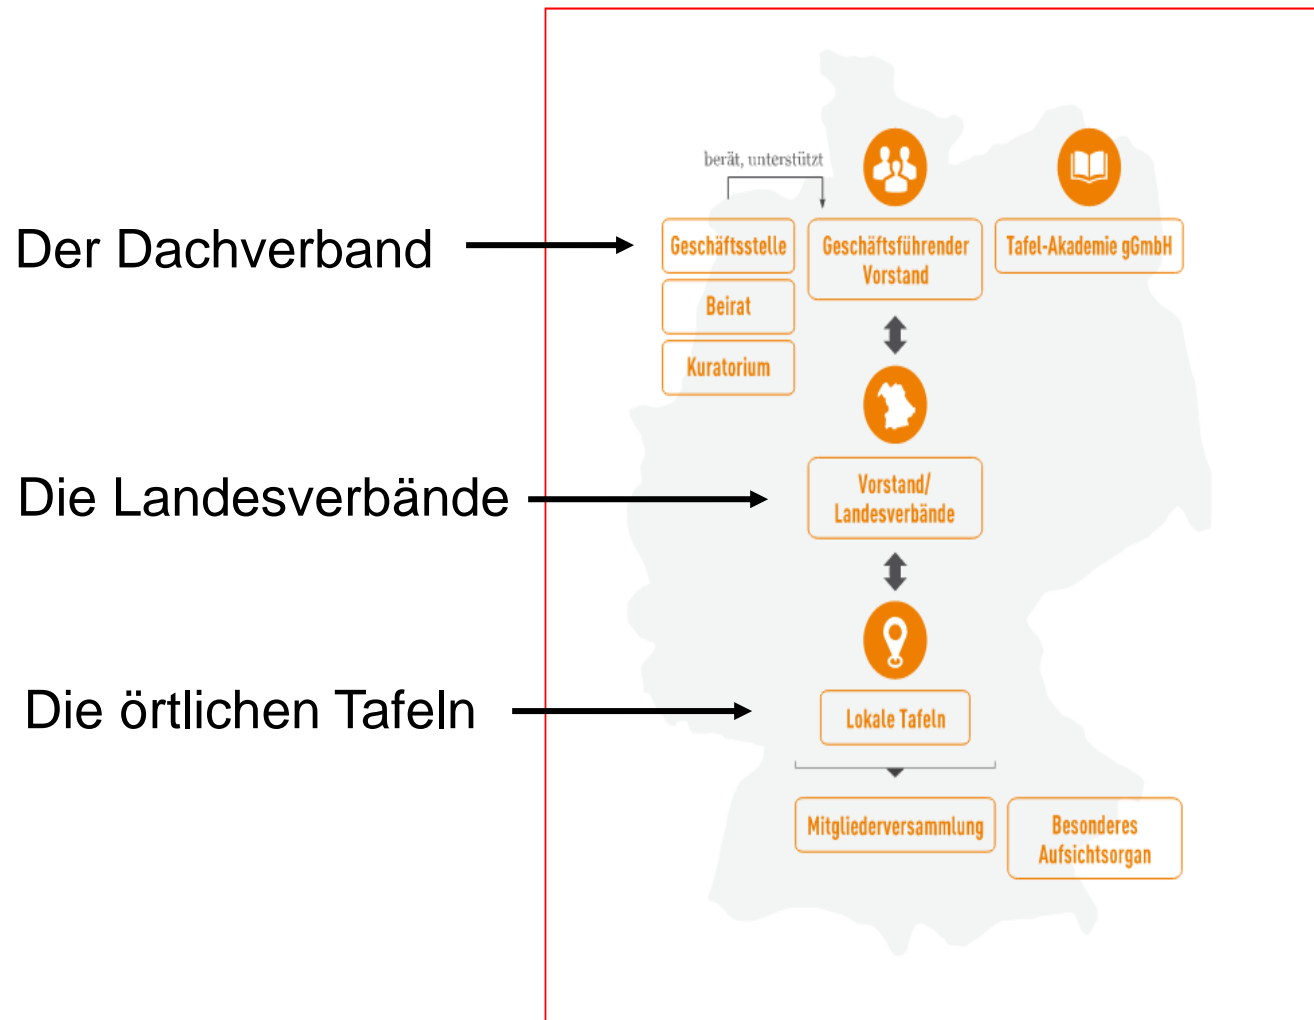 berät, unterstützt
Der Dachverband
Geschäftsstelle
Geschäftsführender
Vorstand
Tafel-Akademie gGmbH
Beirat
Kuratorium
Die Landesverbände
Vorstand/
Landesverbände
Die örtlichen Tafeln
Lokale Tafeln
Mitgliederversammlung
Besonderes
Aufsichtsorgan